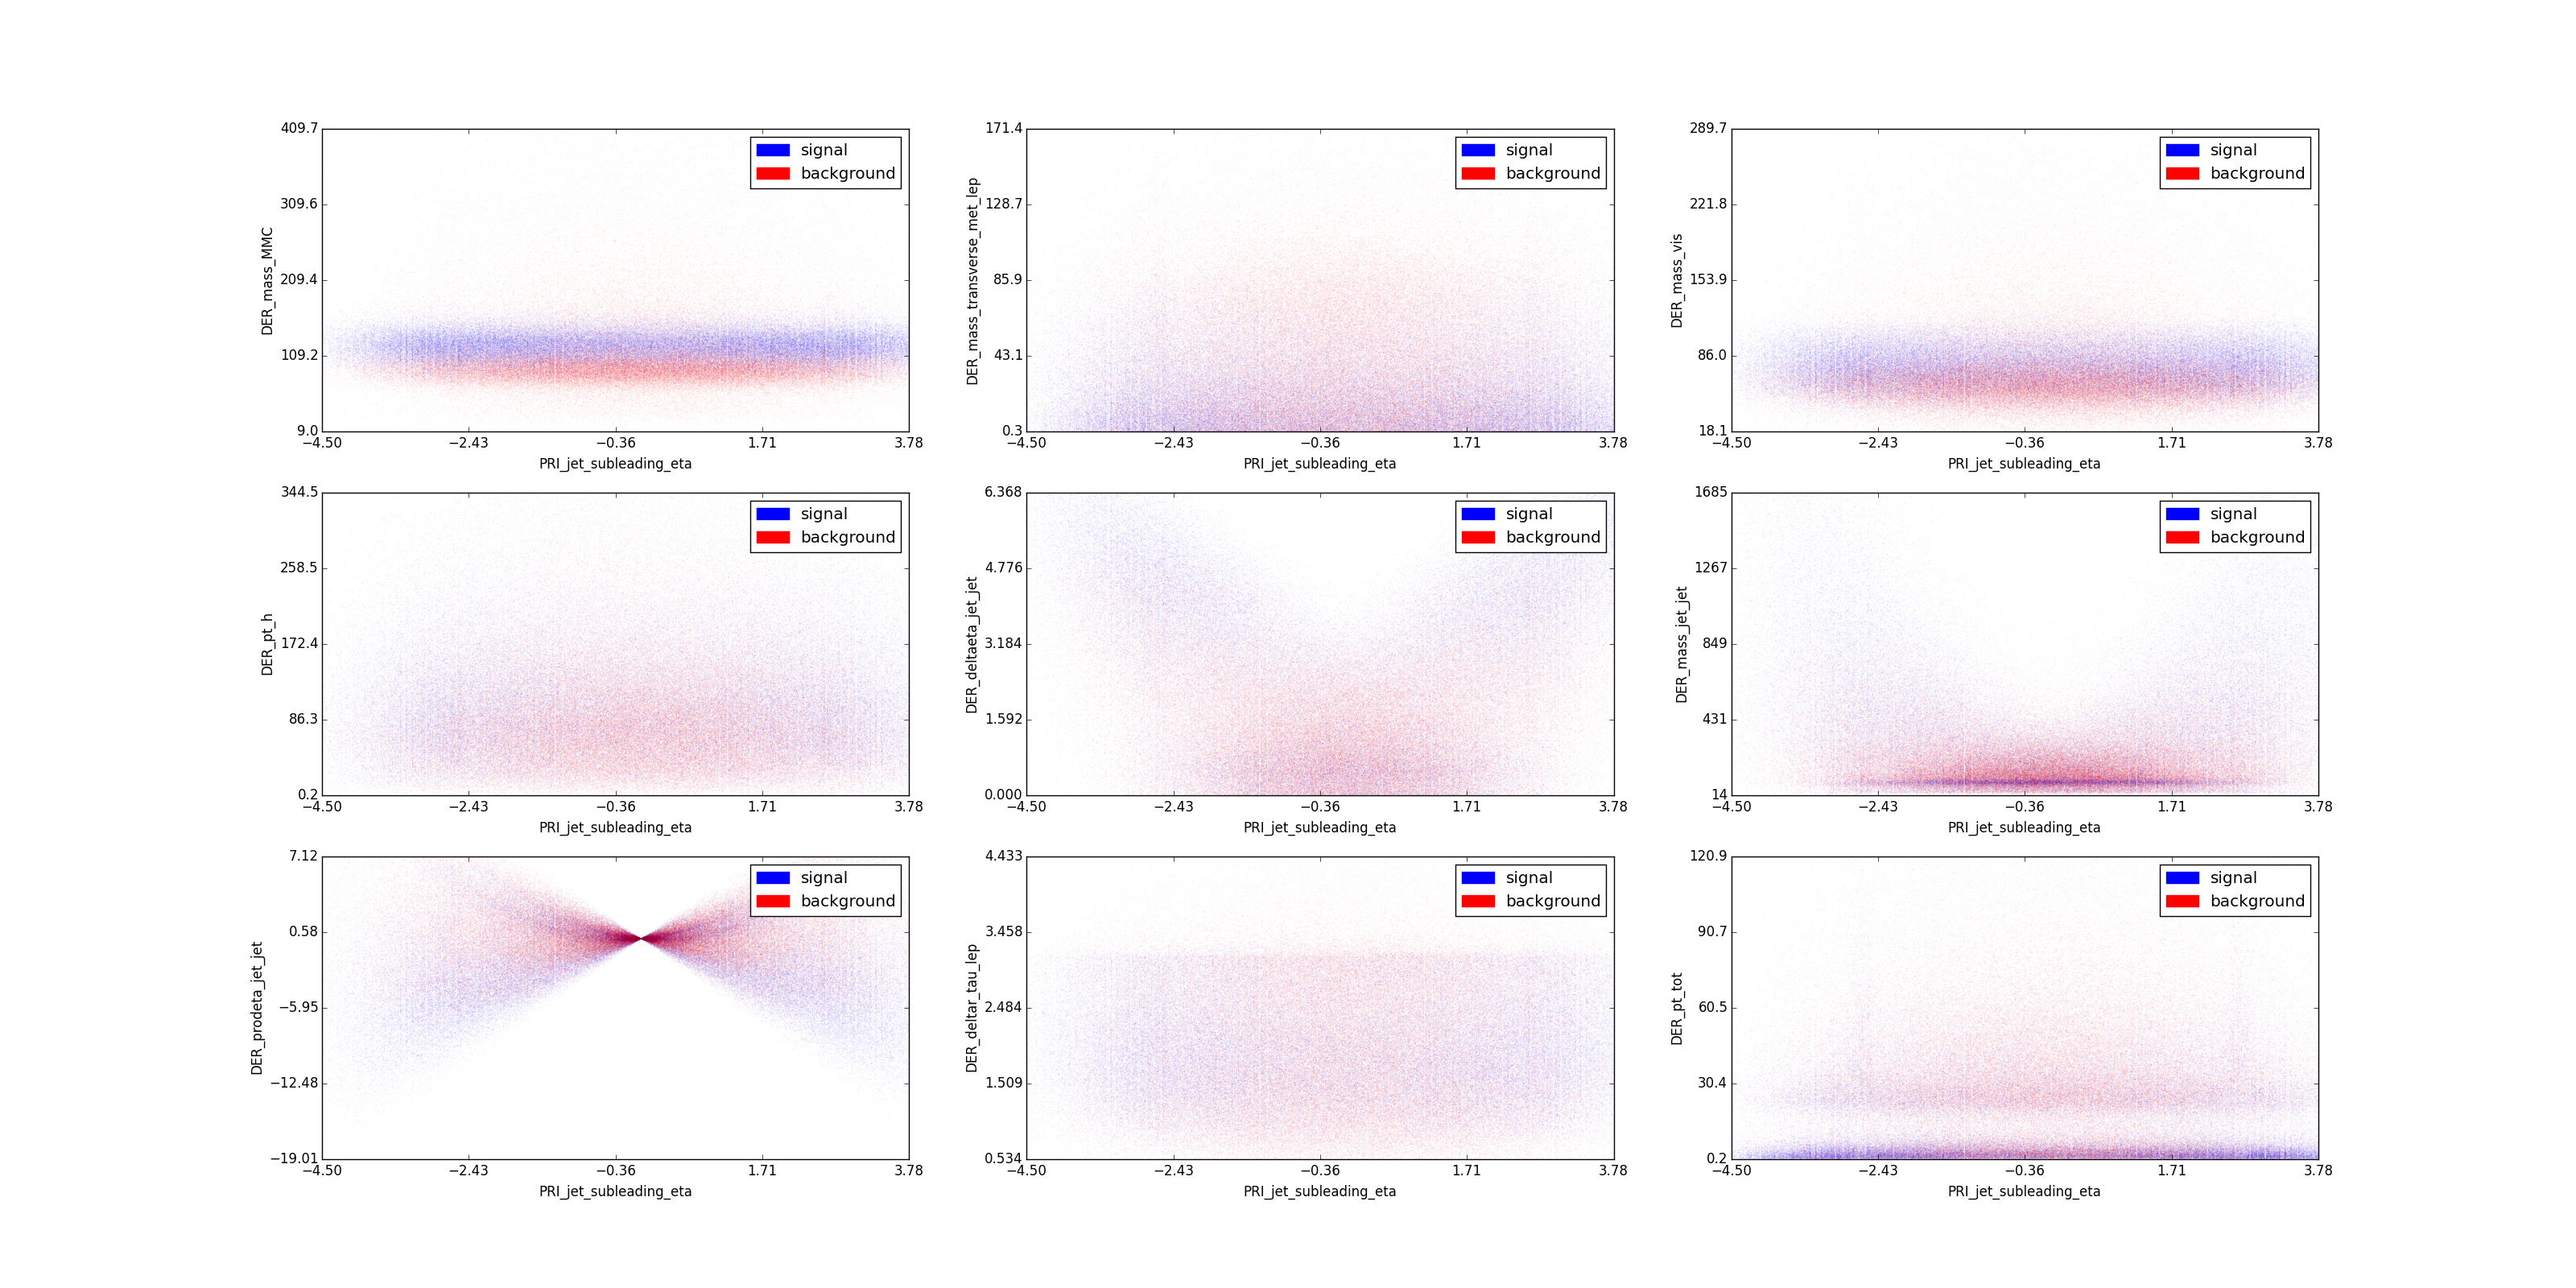 409.7
309.6
209.4
109.2
9.0
DER_mass_MMC
signal
background
−4.50 −2.43 −0.36 1.71 3.78
PRI_jet_subleading_eta
171.4
128.7
85.9
43.1
0.3
DER_mass_transverse_met_lep
signal
background
−4.50 −2.43 −0.36 1.71 3.78
PRI_jet_subleading_eta
289.7
221.8
153.9
86.0
18.1
DER_mass_vis
signal
background
−4.50 −2.43 −0.36 1.71 3.78
PRI_jet_subleading_eta
344.5
258.5
172.4
86.3
0.2
DER_pt_h
signal
background
−4.50 −2.43 −0.36 1.71 3.78
PRI_jet_subleading_eta
6.368
4.776
3.184
1.592
0.000
DER_deltaeta_jet_jet
signal
background
−4.50 −2.43 −0.36 1.71 3.78
PRI_jet_subleading_eta
1685
1267
849
431
14
DER_mass_jet_jet
signal
background
−4.50 −2.43 −0.36 1.71 3.78
PRI_jet_subleading_eta
7.12
0.58
−5.95
−12.48
−19.01
DER_prodeta_jet_jet
signal
background
−4.50 −2.43 −0.36 1.71 3.78
PRI_jet_subleading_eta
4.433
3.458
2.484
1.509
0.534
DER_deltar_tau_lep
signal
background
−4.50 −2.43 −0.36 1.71 3.78
PRI_jet_subleading_eta
120.9
90.7
60.5
30.4
0.2
DER_pt_tot
signal
background
−4.50 −2.43 −0.36 1.71 3.78
PRI_jet_subleading_eta